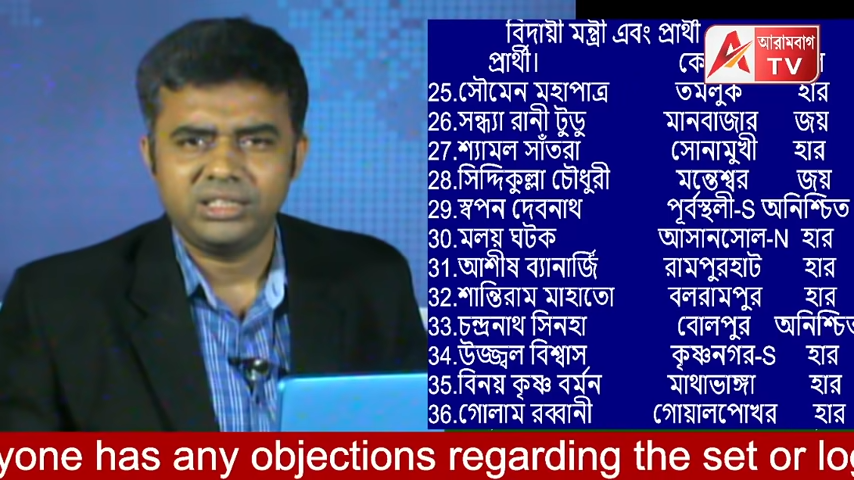 বিদায়ী মন্ত্রী এবং প্রার্থী
প্রার্থী।
আরামবাগ
TV
25.সৌমেন মহাপাত্র তমলুক হার
26.সন্ধ্যা রানী টুডু মানবাজার জয়
27.শ্যামল সাঁতরা সোনামুখী হার
28.সিদ্দিকুল্লা চৌধুরী মন্তেশ্বর জয়
29.স্বপন দেবনাথ পূর্বস্থলী-S অনিশ্চিত
30.মলয় ঘটক আসানসোল-N হার
31.আশীষ ব্যানার্জি রামপুরহাট হার
32.শান্তিরাম মাহাতো বলরামপুর হার
33.চন্দ্রনাথ সিনহা বোলপুর অনিশ্চিত
34.উজ্জ্বল বিশ্বাস কৃষ্ণনগর-S হার
35.বিনয় কৃষ্ণ বর্মন মাথাভাঙ্গা হার
36.গোলাম রব্বানী গোয়ালপোখর হার
yone has any objections regarding the set or log